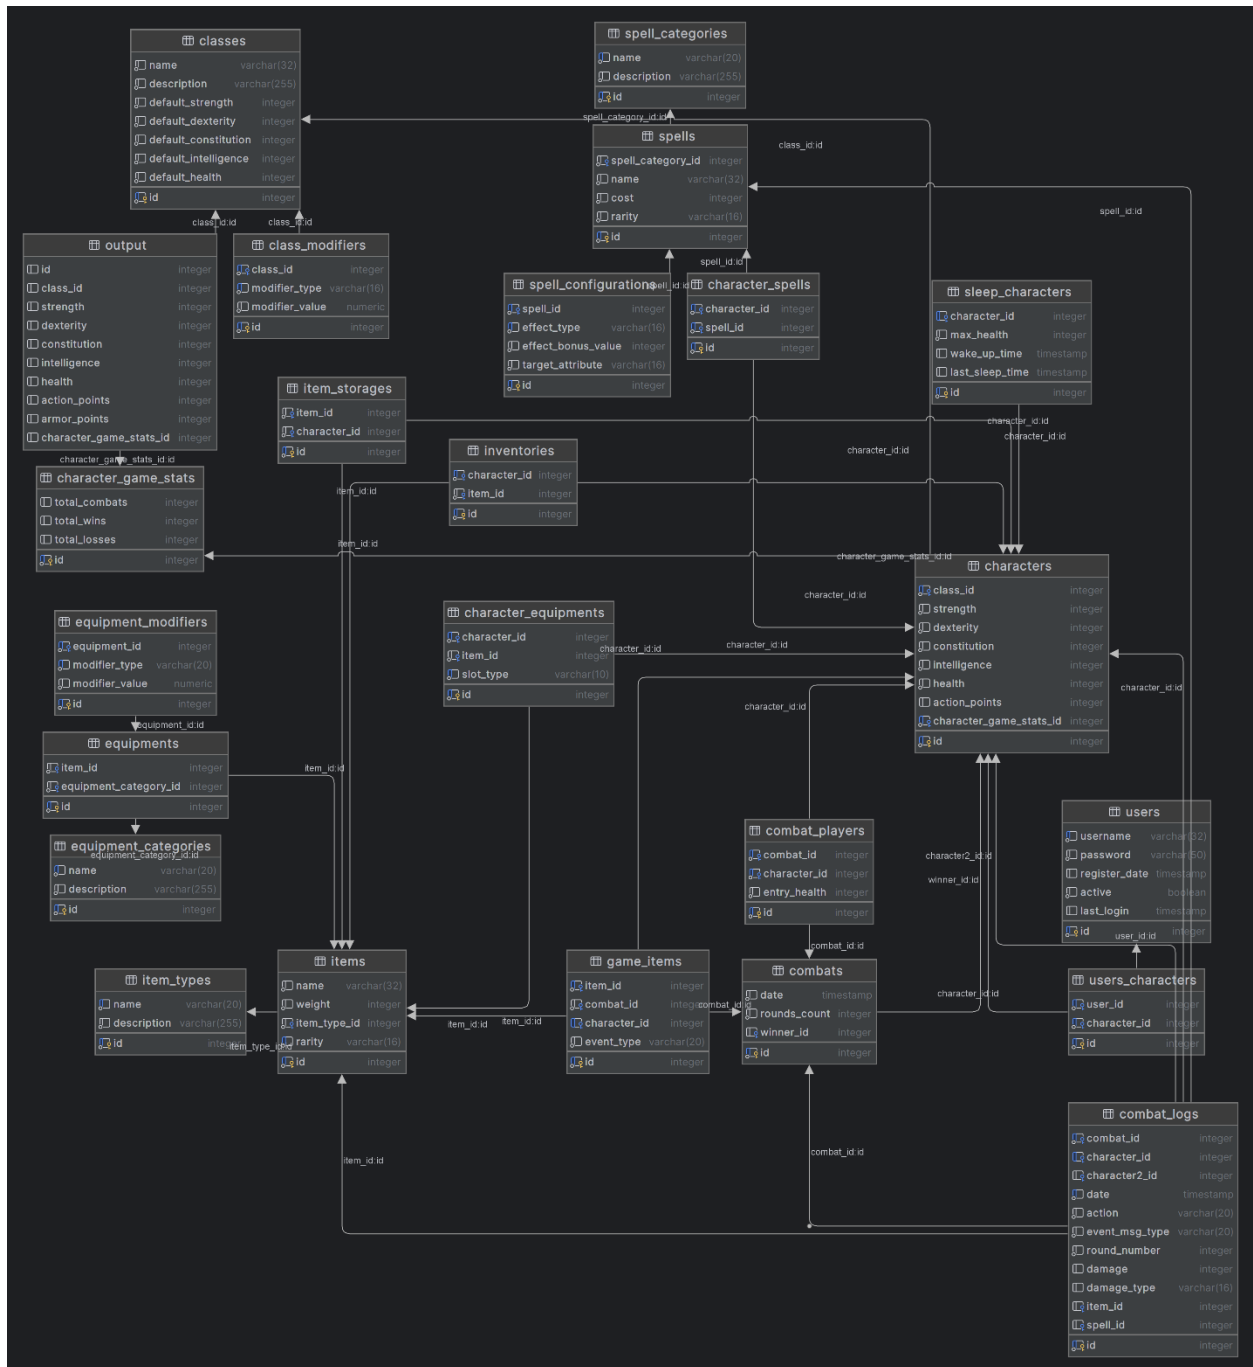 classes
name varchar(32)
description varchar(255)
default_strength integer
default_dexterity integer
default_constitution integer
default_intelligence integer
default_health integer
id integer
spell_categories
name varchar(20)
description varchar(255)
id integer
spell_category_id:id
spells
spell_category_id integer
name varchar(32)
cost integer
rarity varchar(16)
id integer
class_id:id
spell_id:id
class_id:id
class_id:id
output
id integer
class_id integer
strength integer
dexterity integer
constitution integer
intelligence integer
health integer
action_points integer
armor_points integer
character_game_stats_id integer
class_modifiers
class_id integer
modifier_type varchar(16)
modifier_value numeric
id integer
spell_id:id
spell_configurations
spell_id:id
spell_id integer
effect_type varchar(16)
effect_bonus_value integer
target_attribute varchar(16)
id integer
character_spells
character_id integer
spell_id integer
id integer
sleep_characters
character_id integer
max_health integer
wake_up_time timestamp
last_sleep_time timestamp
id integer
item_storages
item_id integer
character_id integer
id integer
character_id:id
character_id:id
character_id:id
inventories
character_id integer
item_id integer
id integer
character_game_stats_id:id
character_game_stats
total_combats integer
total_wins integer
total_losses integer
id integer
item_id:id
item_id:id
character_game_stats_id:id
characters
class_id integer
strength integer
dexterity integer
constitution integer
intelligence integer
health integer
action_points integer
character_game_stats_id integer
id integer
character_id:id
equipment_modifiers
equipment_id integer
modifier_type varchar(20)
modifier_value numeric
id integer
character_equipments
character_id integer
item_id integer
slot_type varchar(10)
id integer
character_id:id
character_id:id
character_id:id
character_id:id
equipment_id:id
equipments
item_id integer
equipment_category_id integer
id integer
item_id:id
equipment_categories
equipment_category_id:id
name varchar(20)
description varchar(255)
id integer
combat_players
combat_id integer
character_id integer
entry_health integer
id integer
character2_id:id
winner_id:id
users
username varchar(32)
password varchar(50)
register_date timestamp
active boolean
last_login timestamp
id integer
user_id:id
combat_id:id
item_types
name varchar(20)
description varchar(255)
id integer
item_type_id:id
items
name varchar(32)
weight integer
item_type_id integer
rarity varchar(16)
id integer
item_id:id
item_id:id
game_items
item_id integer
combat_id integer
character_id integer
event_type varchar(20)
id integer
combat_id:id
combats
date timestamp
rounds_count integer
winner_id integer
id integer
character_id:id
users_characters
user_id integer
character_id integer
id integer
item_id:id
combat_id:id
combat_logs
combat_id integer
character_id integer
character2_id integer
date timestamp
action varchar(20)
event_msg_type varchar(20)
round_number integer
damage integer
damage_type varchar(16)
item_id integer
spell_id integer
id integer